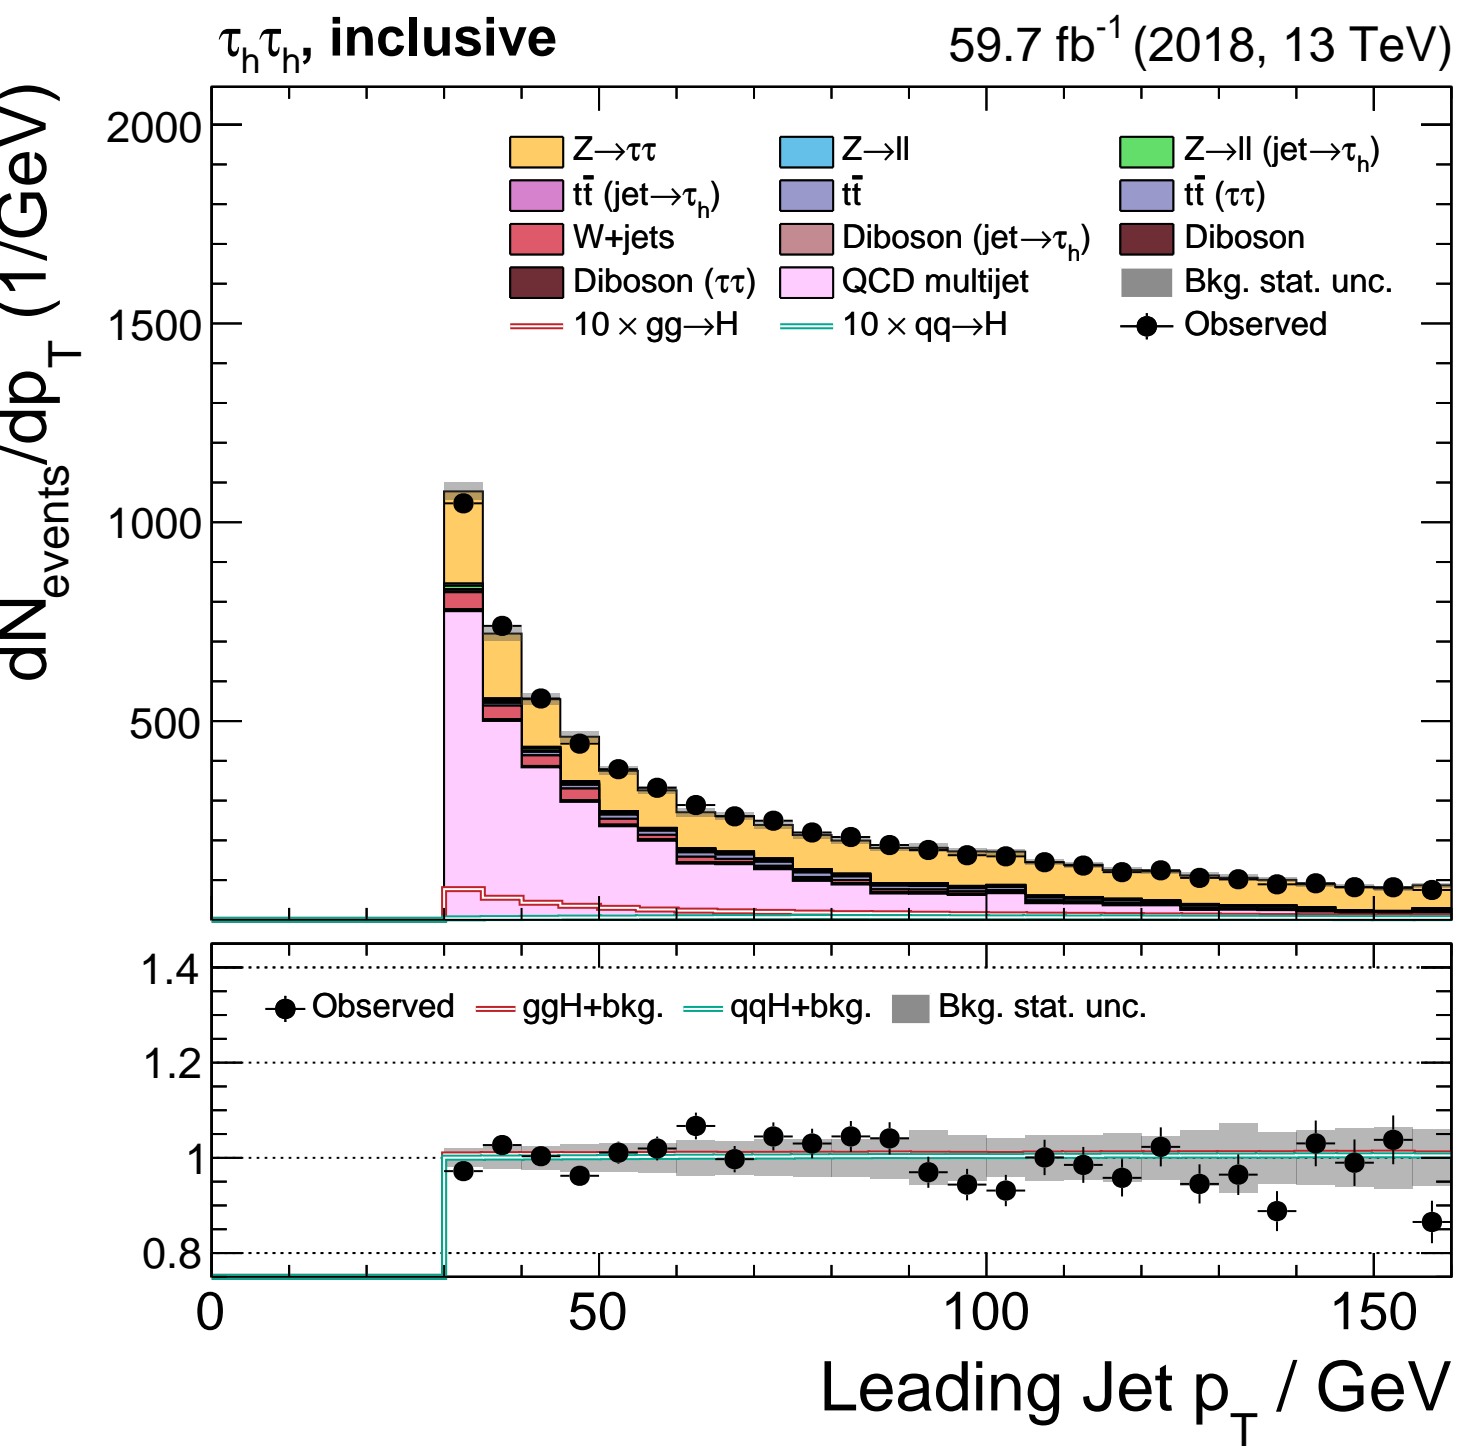 τhτh, inclusive 59.7 fb-1 (2018, 13 TeV)
dNevents/dpT (1/GeV)
2000
1500
1000
500
Z→ττ Z→ll Z→ll (jet→τh)
tt̄ (jet→τh) tt̄ tt̄ (ττ)
W+jets Diboson (jet→τh) Diboson
Diboson (ττ) QCD multijet Bkg. stat. unc.
10 × gg→H 10 × qq→H Observed
1.4
1.2
1
0.8
Observed ggH+bkg. qqH+bkg. Bkg. stat. unc.
0 50 100 150
Leading Jet pT / GeV